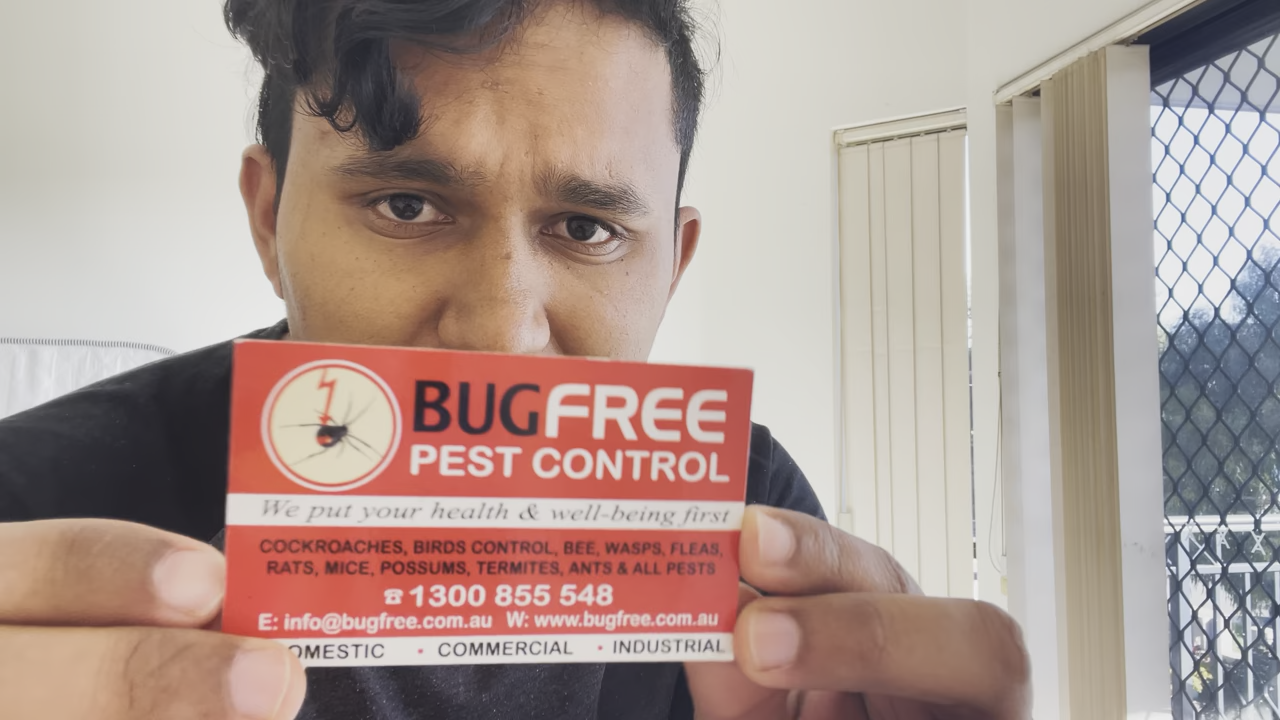 BUGFREE
PEST CONTROL
We put your health & well-being first
COCKROACHES, BIRDS CONTROL, BEE, WASPS, FLEAS,
RATS, MICE, POSSUMS, TERMITES, ANTS & ALL PESTS
☎ 1300 855 548
E: info@bugfree.com.au W: www.bugfree.com.au
OMESTIC • COMMERCIAL • INDUSTRIAL